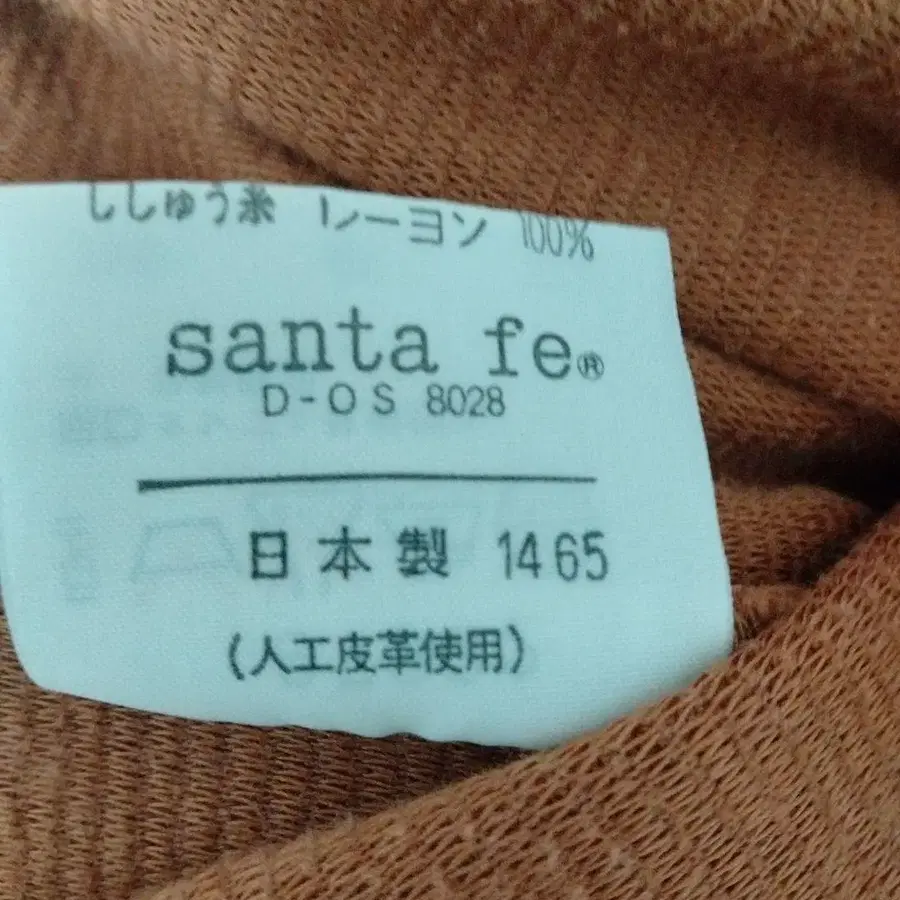 ししゅう糸 レーヨン 100%
santa fe®
D-OS 8028
日本製 1465
(人工皮革使用)